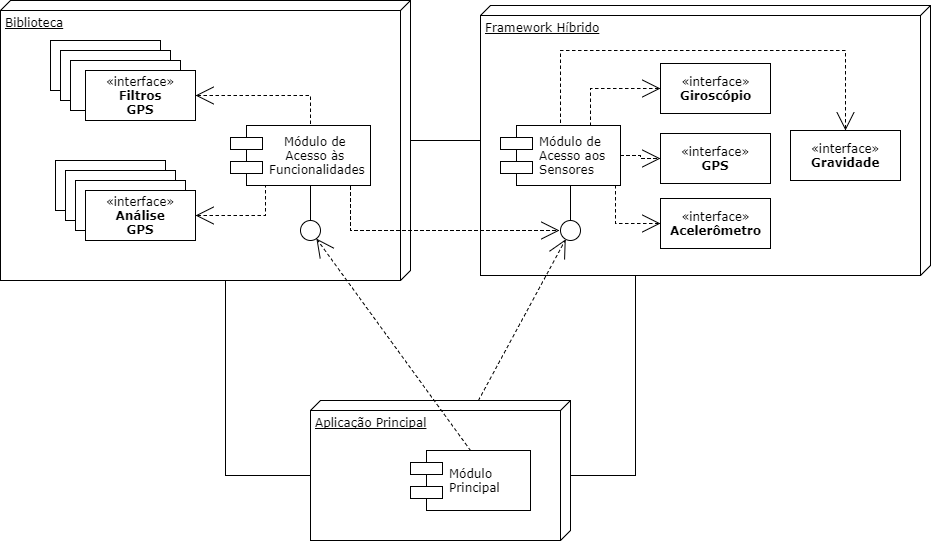 Biblioteca
«interface»
Filtros
GPS
Módulo de
Acesso às
Funcionalidades
«interface»
Análise
GPS
Framework Híbrido
Módulo de
Acesso aos
Sensores
«interface»
Giroscópio
«interface»
GPS
«interface»
Acelerômetro
«interface»
Gravidade
Aplicação Principal
Módulo
Principal